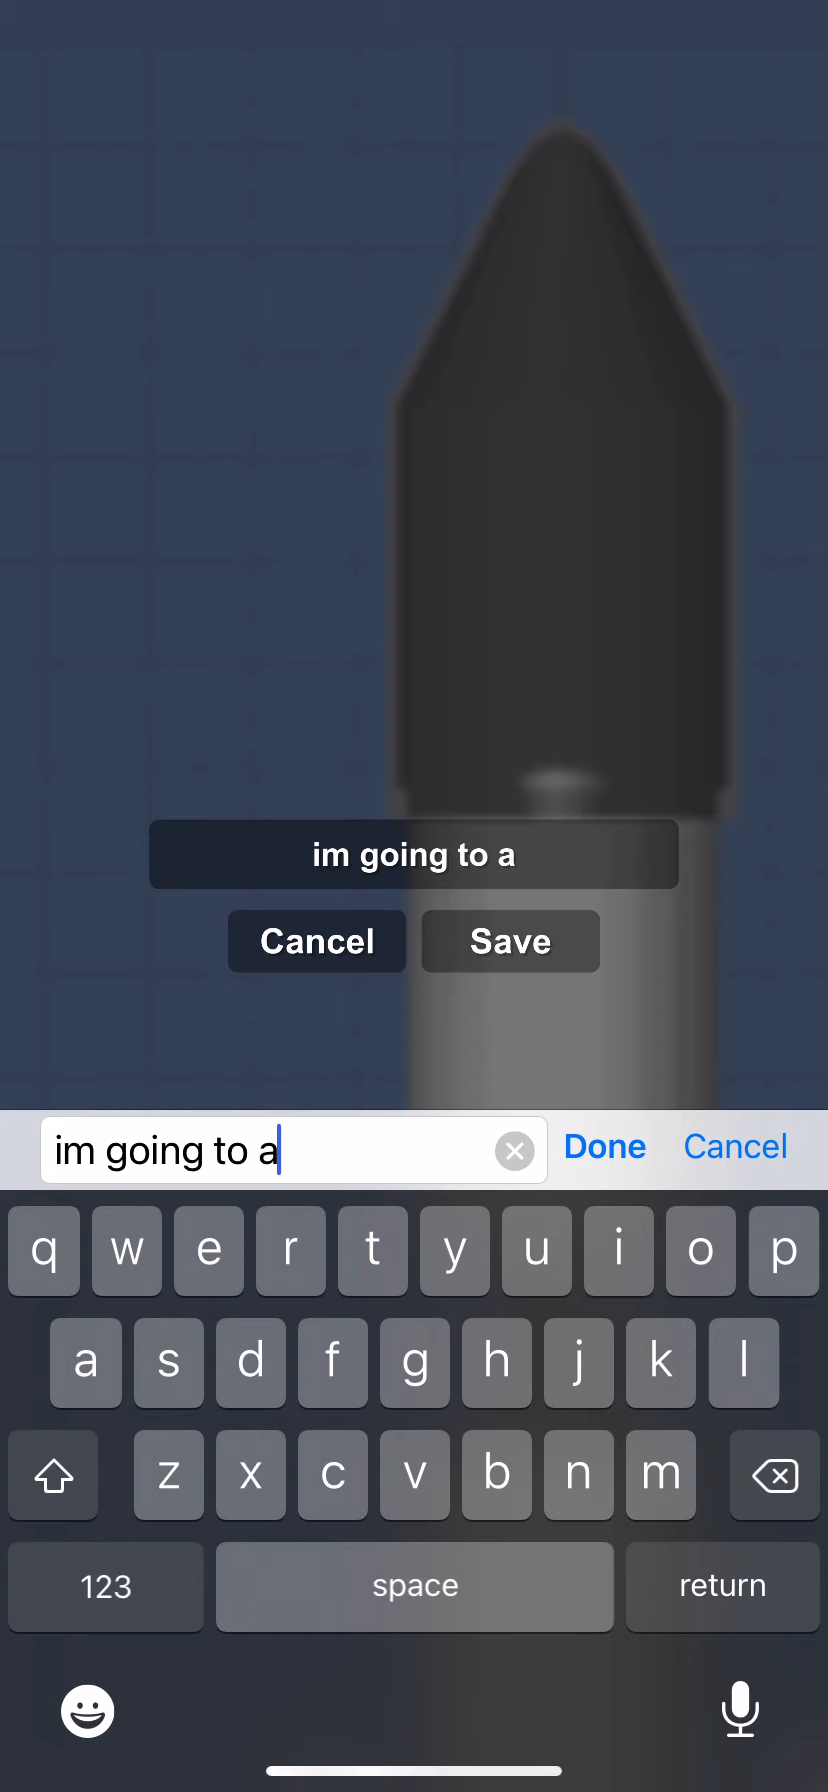 im going to a
Cancel Save
im going to a Done Cancel
q w e r t y u i o p
a s d f g h j k l
z x c v b n m
123 space return